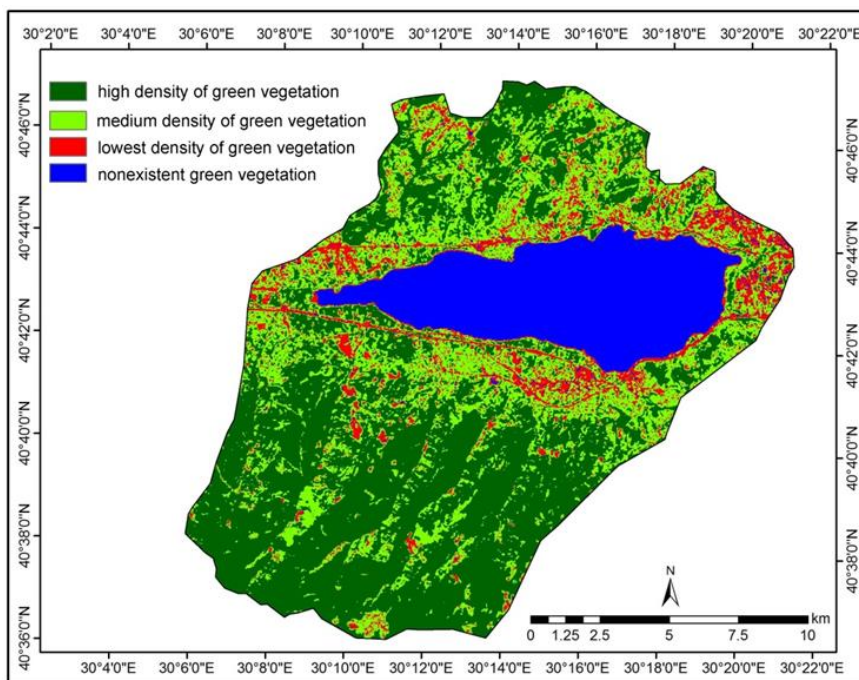 30°2'0"E 30°4'0"E 30°6'0"E 30°8'0"E 30°10'0"E 30°12'0"E 30°14'0"E 30°16'0"E 30°18'0"E 30°20'0"E 30°22'0"E
high density of green vegetation
medium density of green vegetation
lowest density of green vegetation
nonexistent green vegetation
40°46'0"N
40°44'0"N
40°42'0"N
40°40'0"N
40°38'0"N
40°36'0"N
40°46'0"N
40°44'0"N
40°42'0"N
40°40'0"N
40°38'0"N
N
km
0 1.25 2.5 5 7.5 10
30°4'0"E 30°6'0"E 30°8'0"E 30°10'0"E 30°12'0"E 30°14'0"E 30°16'0"E 30°18'0"E 30°20'0"E 30°22'0"E